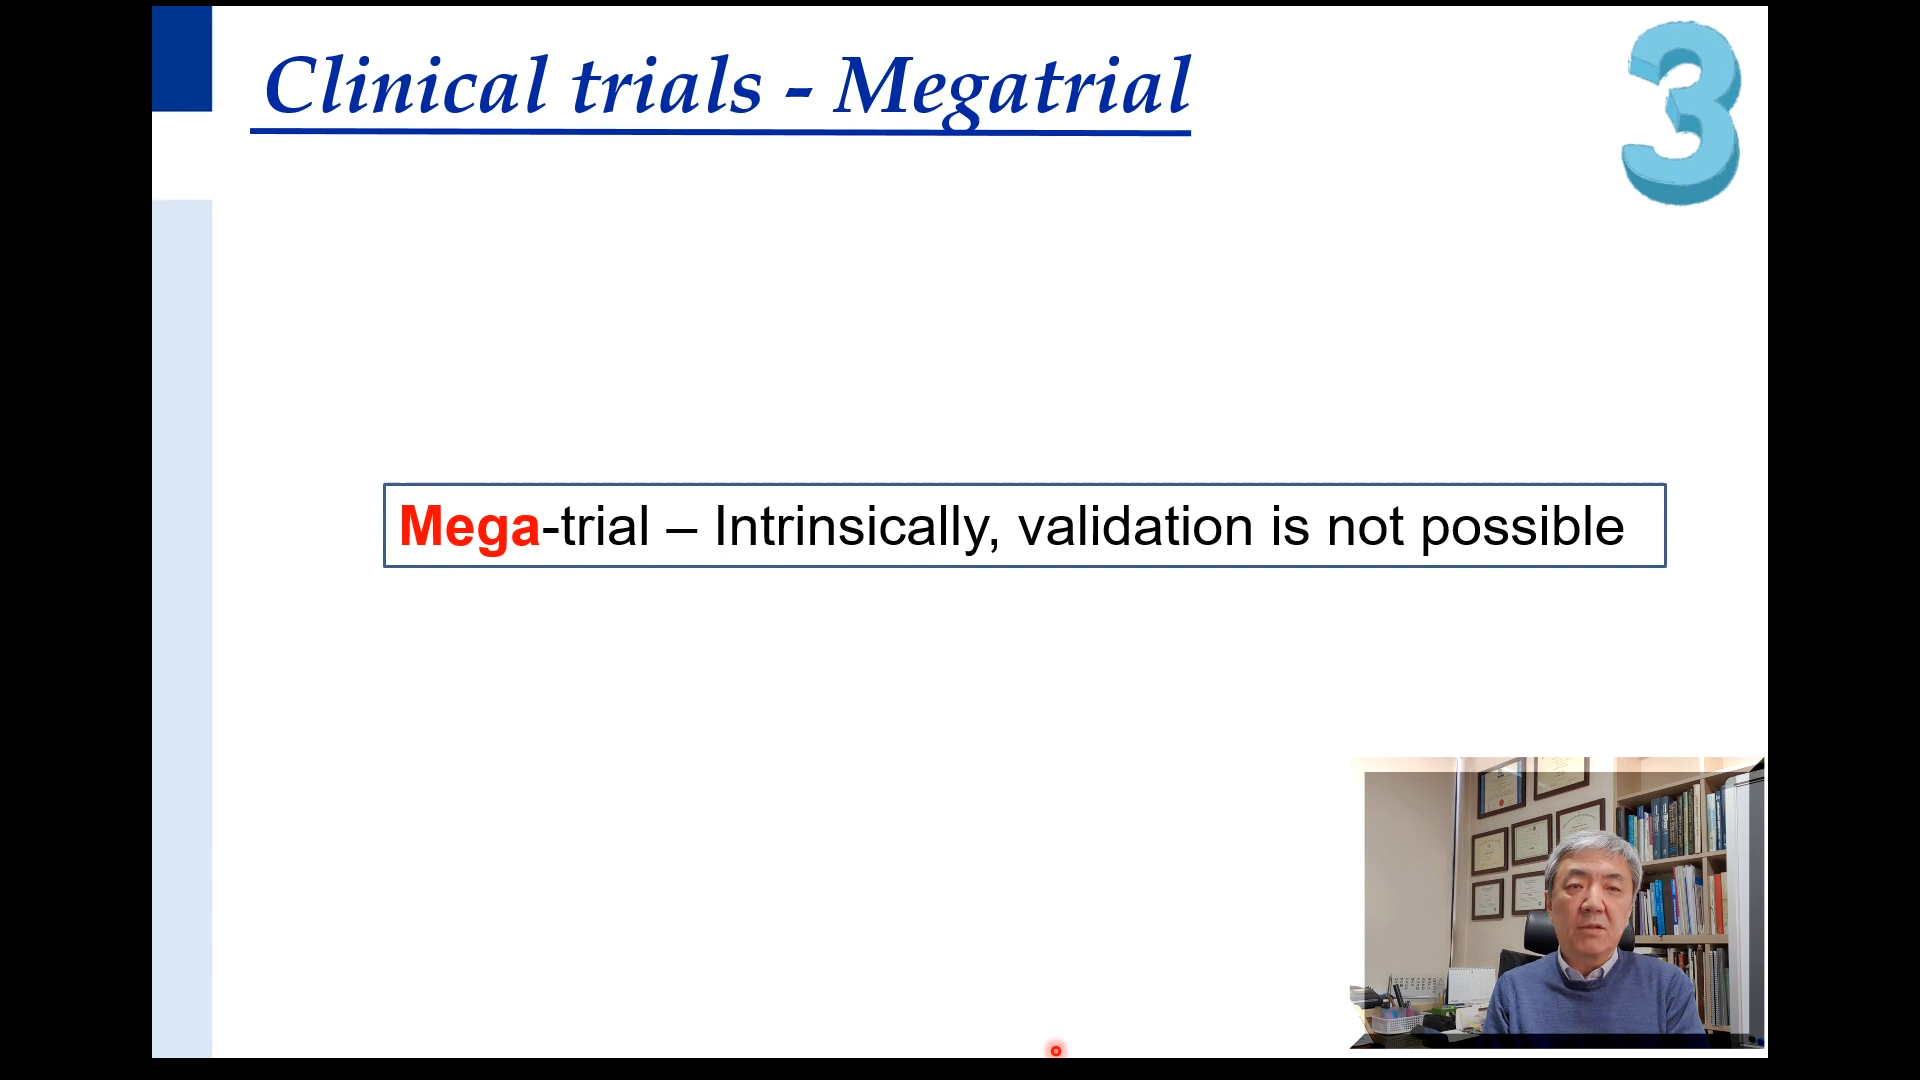 Clinical trials - Megatrial
3
Mega-trial – Intrinsically, validation is not possible